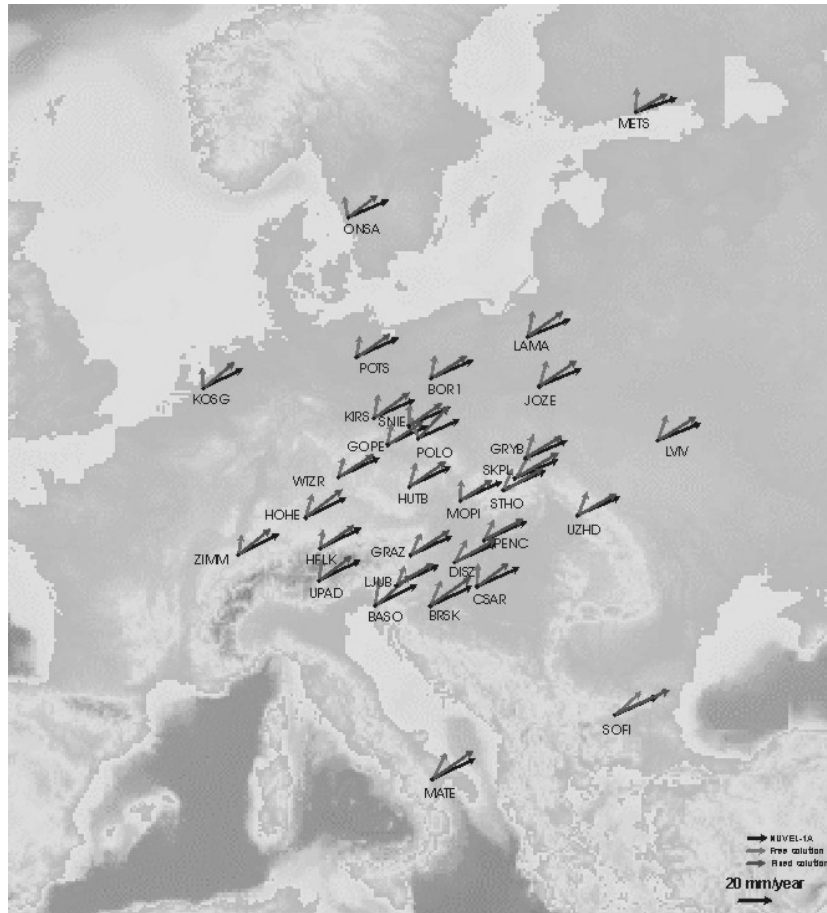 METS
ONSA
LAMA
POTS
BOR1
KOSG
JOZE
KIRS
SNIE
GOPE
POLO
GRYB
LVIV
SKPL
WTZR
HUTB
STHO
MOPI
HOHE
UZHD
PENC
ZIMM
HFLK
GRAZ
DISZ
UPAD
LJUB
CSAR
BASO
BRSK
SOFI
MATE
NUVEL-1A
Free solution
Fixed solution
20 mm/year